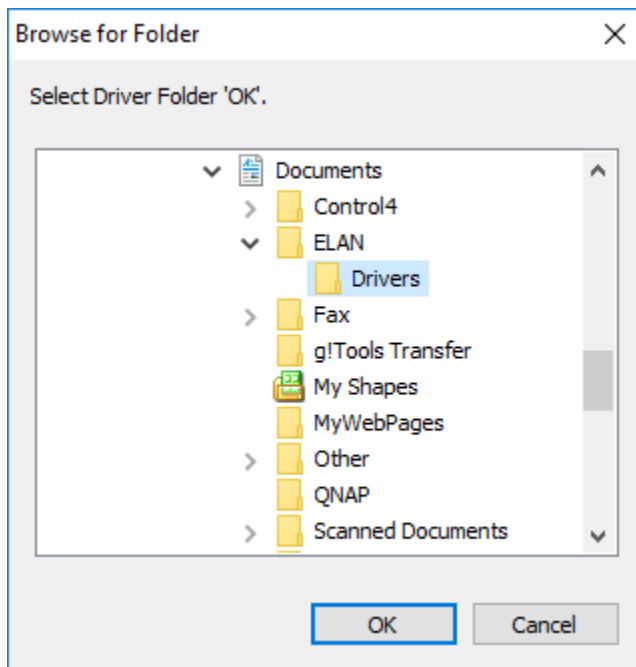 Browse for Folder
Select Driver Folder 'OK'.
Documents
Control4
ELAN
Drivers
Fax
g!Tools Transfer
My Shapes
MyWebPages
Other
QNAP
Scanned Documents
OK Cancel